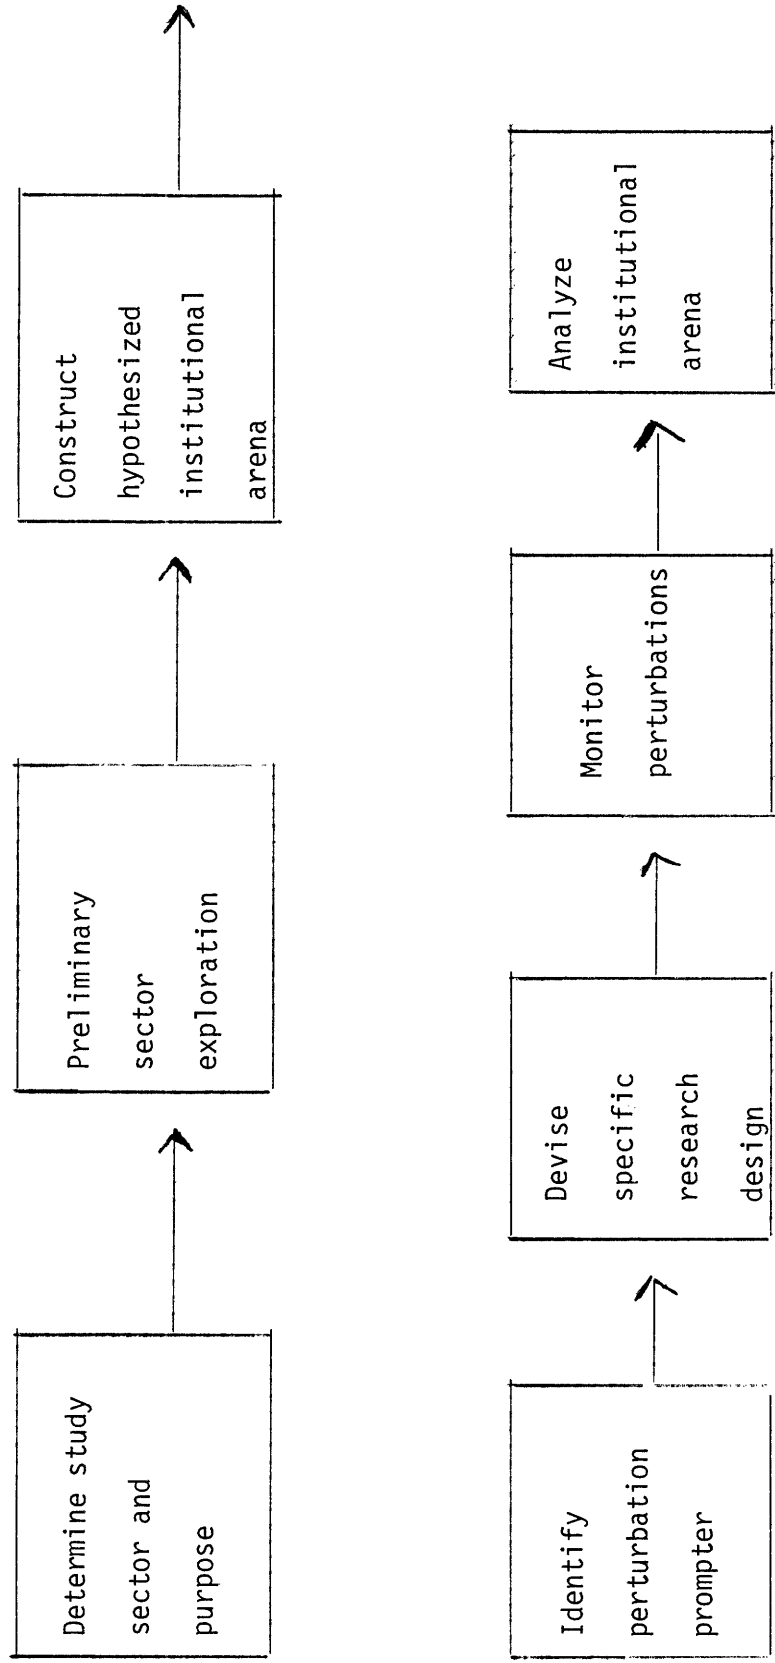 Determine study
sector and
purpose
Preliminary
sector
exploration
Construct
hypothesized
institutional
arena
Identify
perturbation
prompter
Devise
specific
research
design
Monitor
perturbations
Analyze
institutional
arena